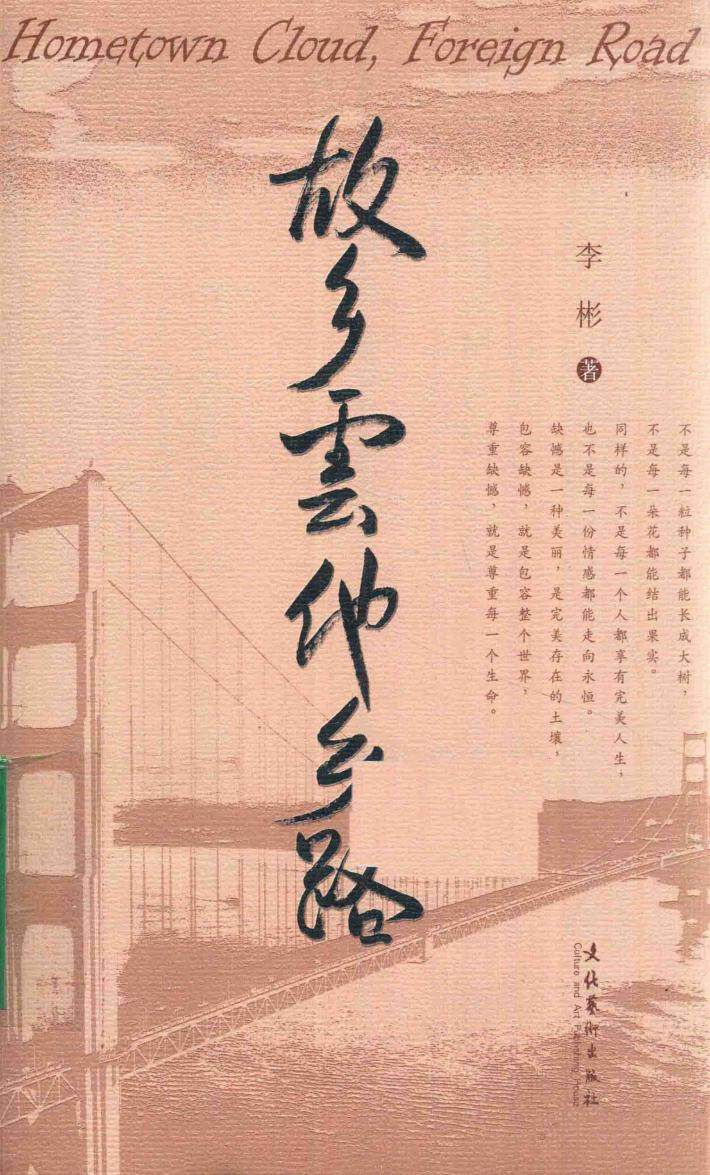 Hometown Cloud, Foreign Road
故乡雲他乡路
李彬 著
不是每一粒种子都能长成大树，
不是每一朵花都能结出果实。
同样的，不是每一个人都享有完美人生；
也不是每一份情感都能走向永恒。
缺憾是一种美丽，是完美存在的土壤；
包容缺憾，就是包容整个世界，
尊重缺憾，就是尊重每一个生命。
文化藝術出版社
Culture and Art Publishing House